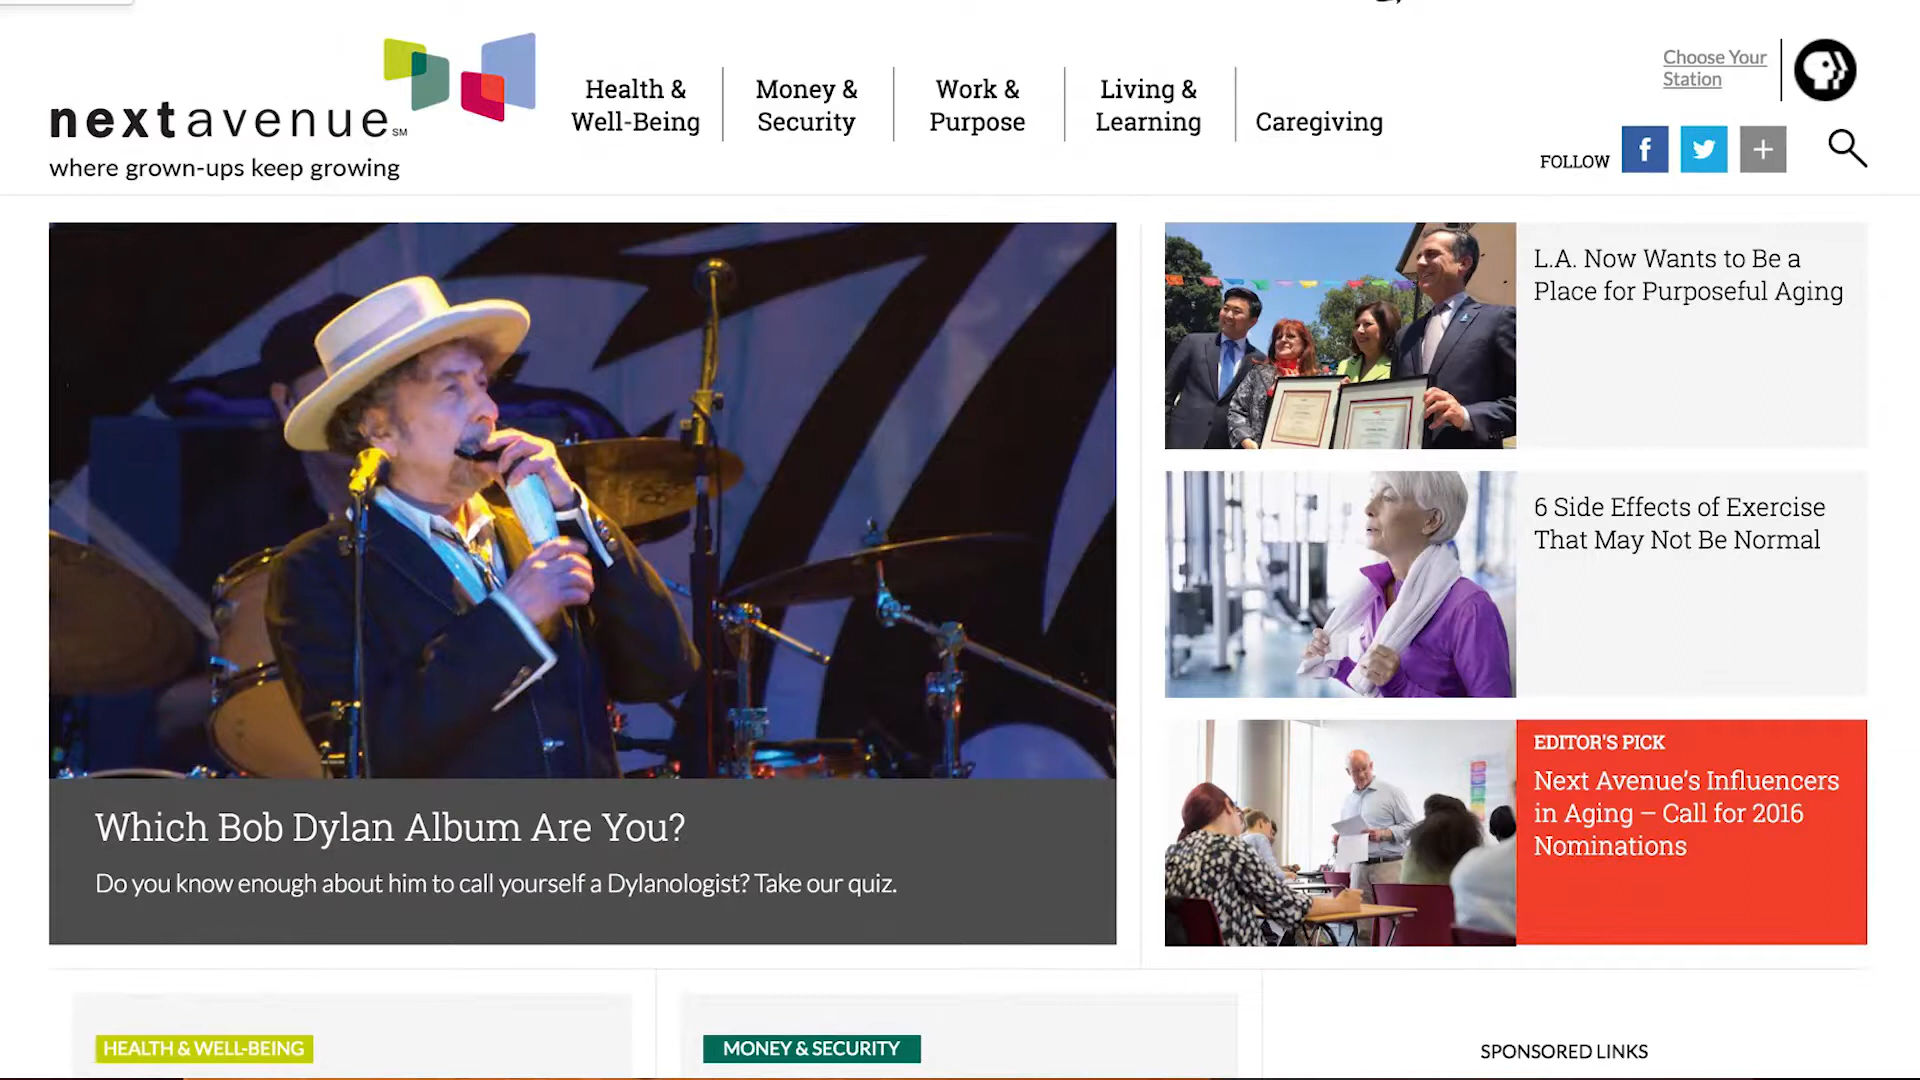 nextavenue SM
where grown-ups keep growing
Health &
Well-Being
Money &
Security
Work &
Purpose
Living &
Learning
Caregiving
Choose Your
Station
FOLLOW
f
+
L.A. Now Wants to Be a
Place for Purposeful Aging
6 Side Effects of Exercise
That May Not Be Normal
EDITOR'S PICK
Next Avenue's Influencers
in Aging – Call for 2016
Nominations
Which Bob Dylan Album Are You?
Do you know enough about him to call yourself a Dylanologist? Take our quiz.
HEALTH & WELL-BEING
MONEY & SECURITY
SPONSORED LINKS